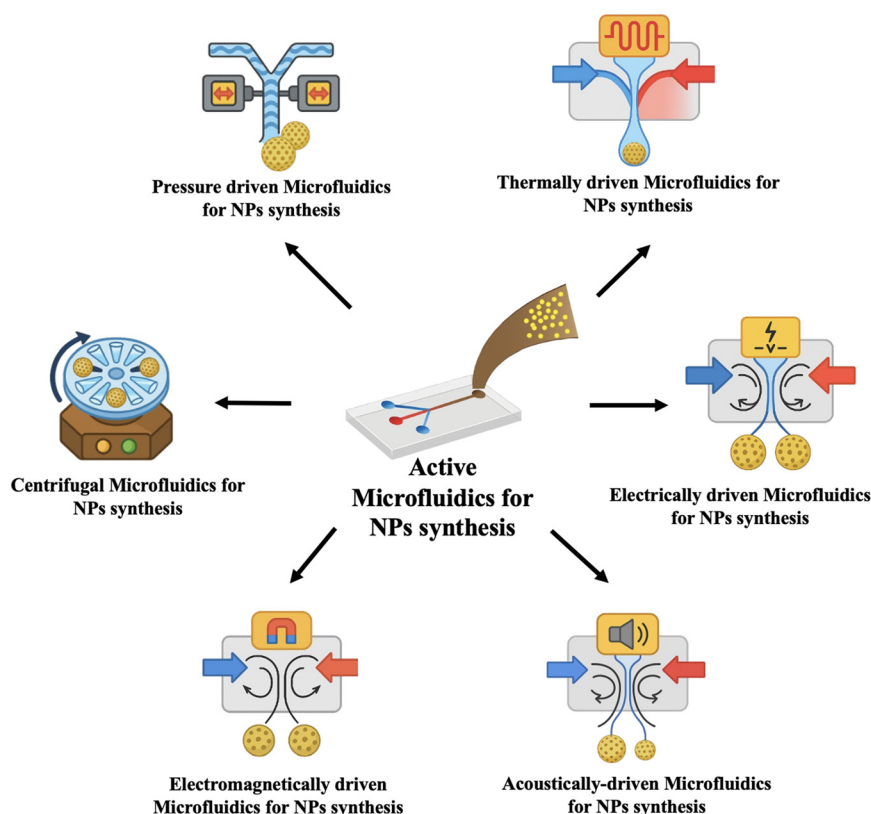 Pressure driven Microfluidics
for NPs synthesis
Thermally driven Microfluidics for
NPs synthesis
Centrifugal Microfluidics for
NPs synthesis
Active
Microfluidics for
NPs synthesis
Electrically driven Microfluidics
for NPs synthesis
Electromagnetically driven
Microfluidics for NPs synthesis
Acoustically-driven Microfluidics
for NPs synthesis